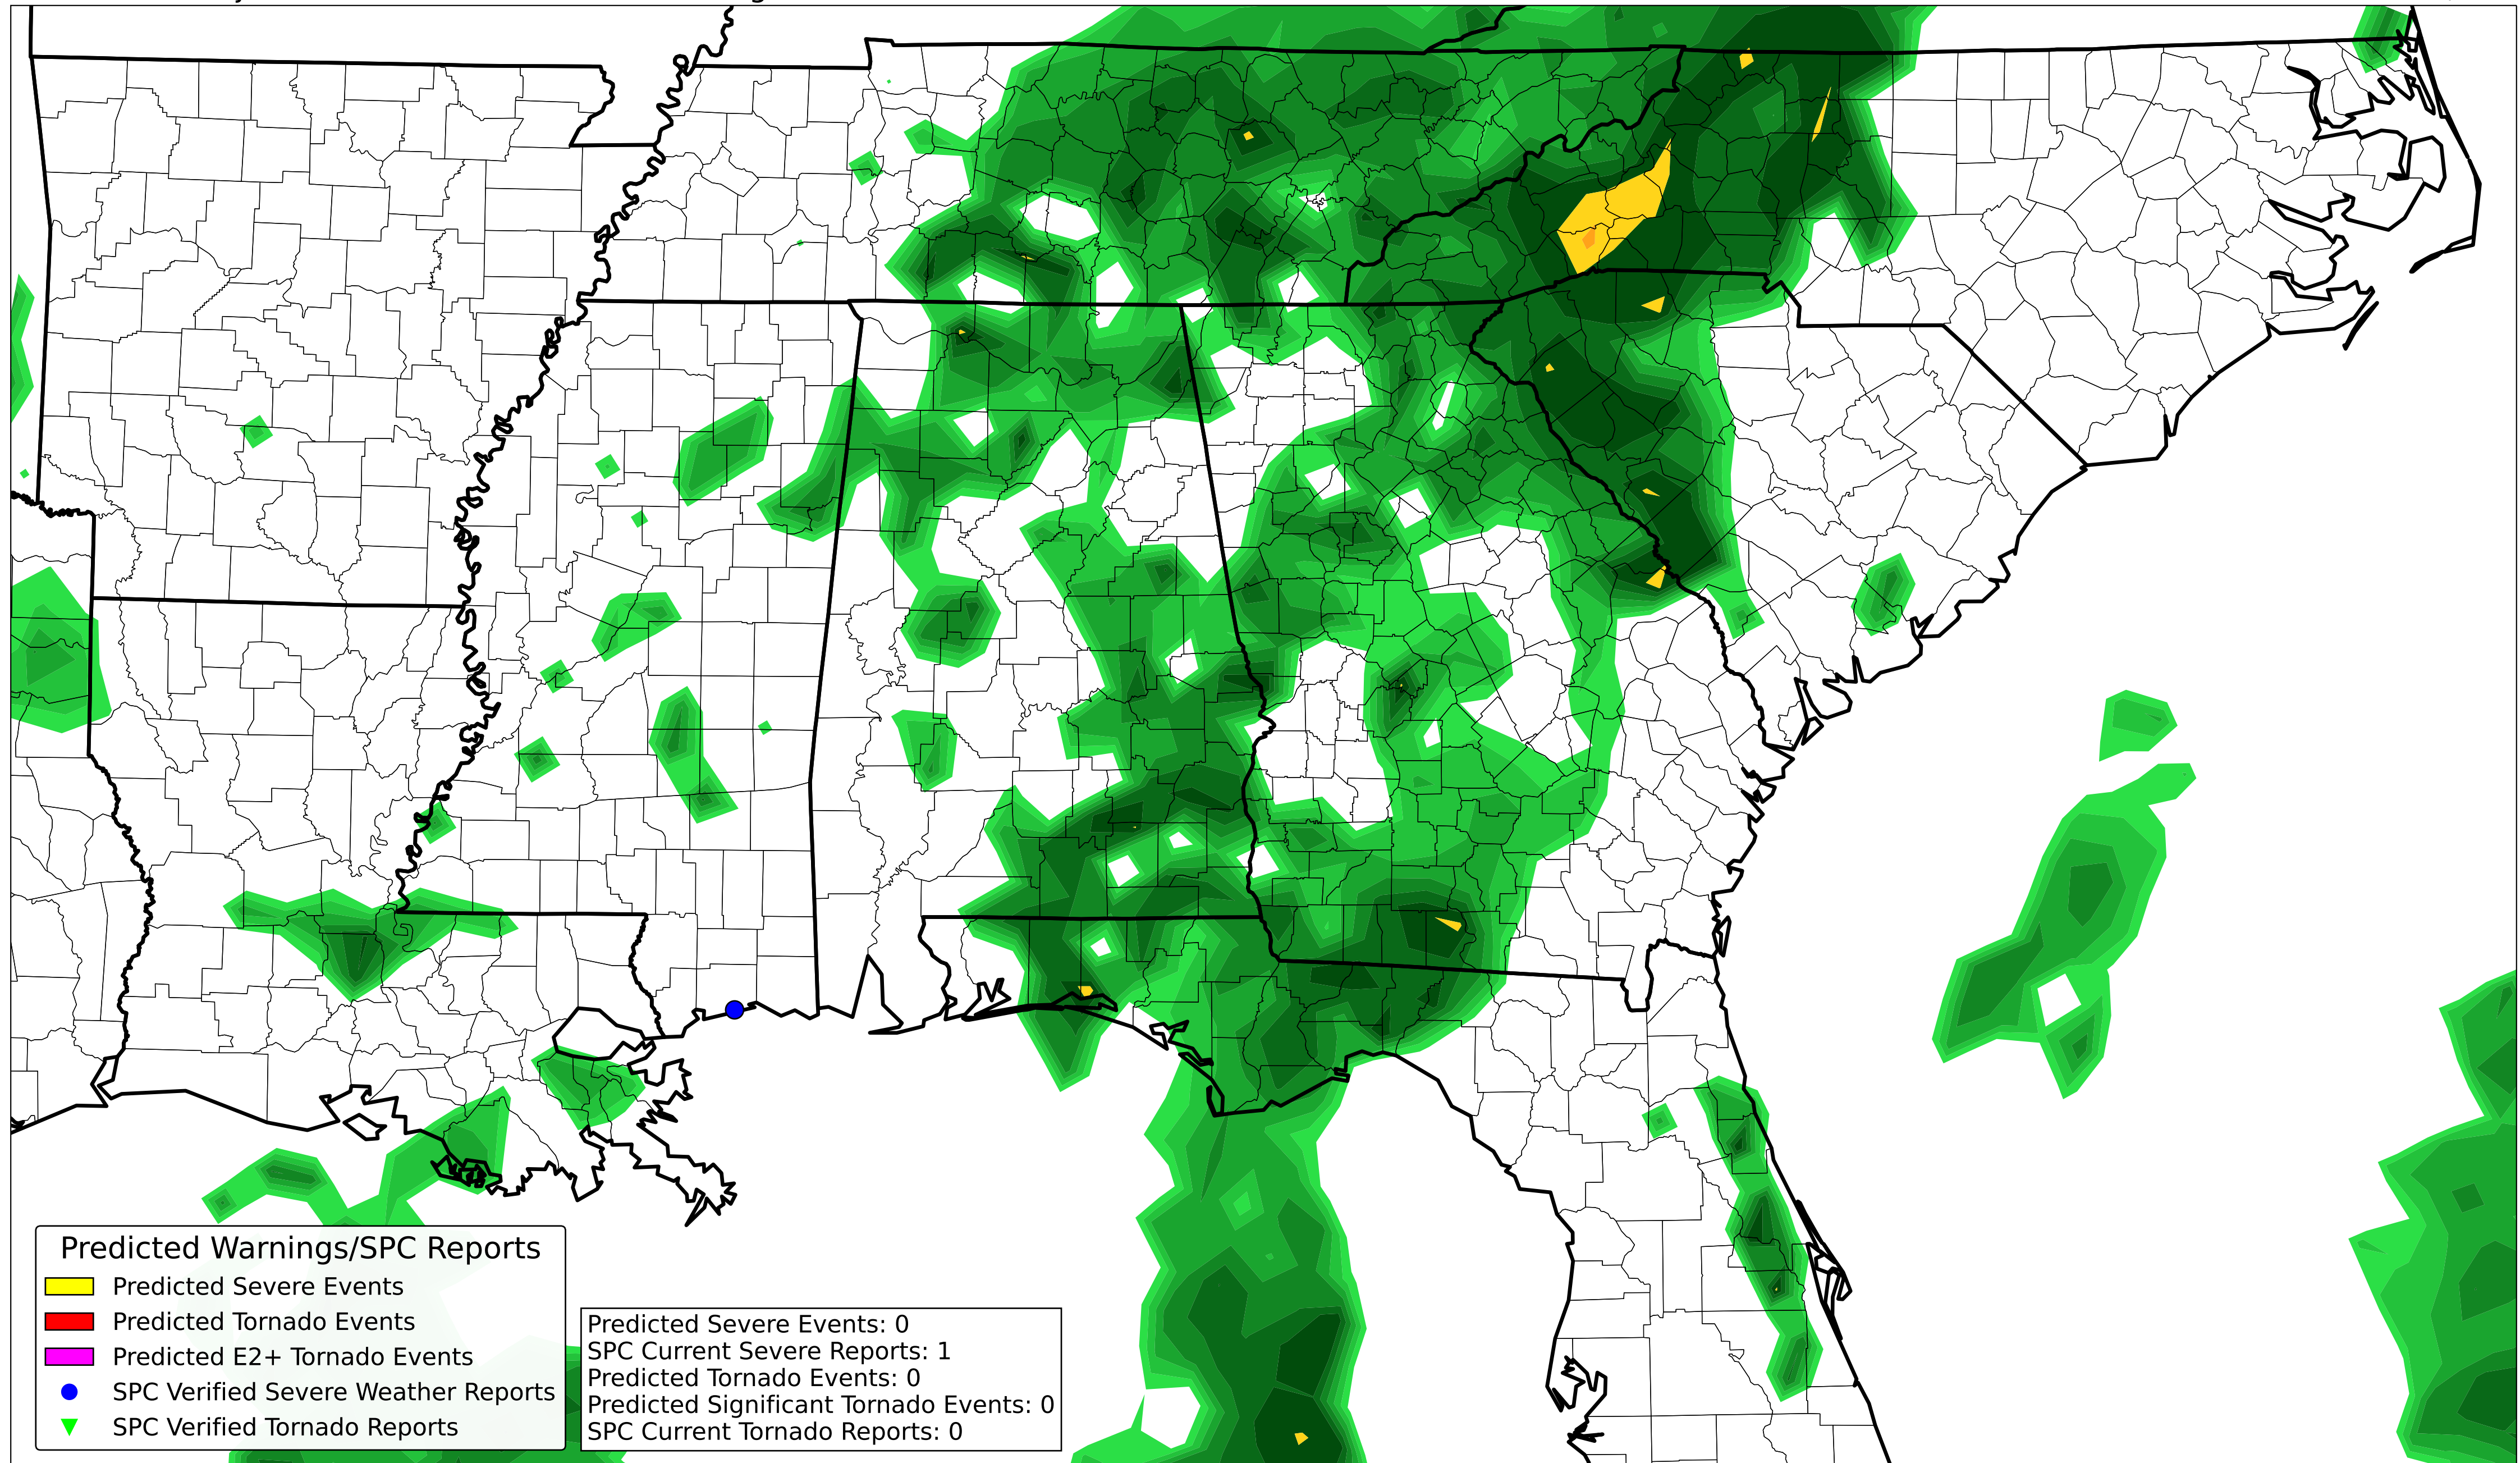 Predicted Warnings/SPC Reports
Predicted Severe Events
Predicted Tornado Events
Predicted E2+ Tornado Events
SPC Verified Severe Weather Reports
SPC Verified Tornado Reports
Predicted Severe Events: 0
SPC Current Severe Reports: 1
Predicted Tornado Events: 0
Predicted Significant Tornado Events: 0
SPC Current Tornado Reports: 0